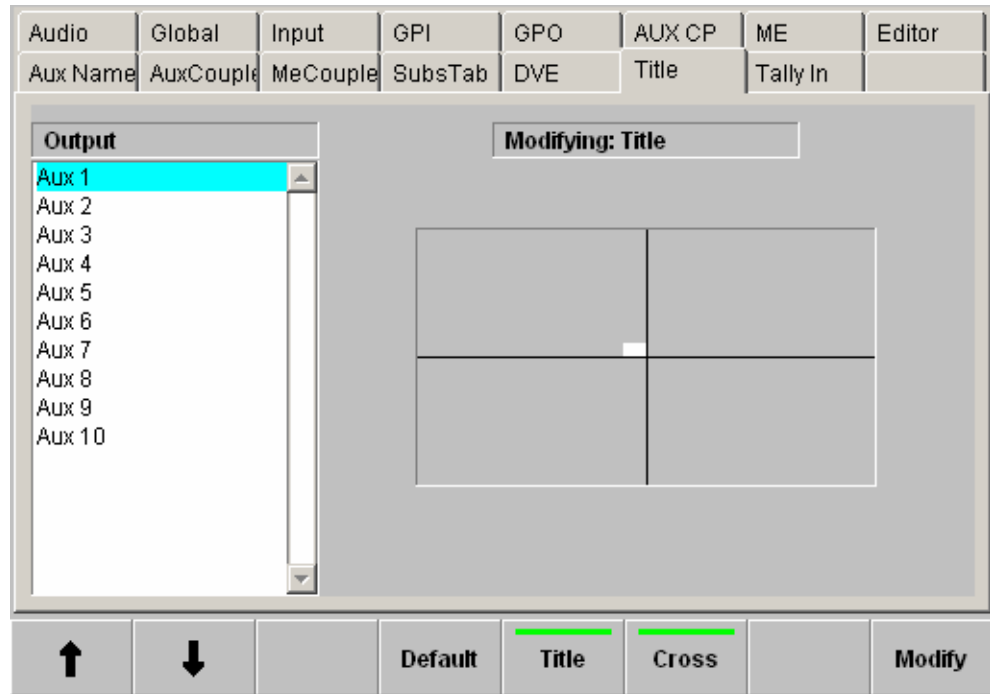 Audio Global Input GPI GPO AUX CP ME Editor
Aux Name AuxCouple MeCouple SubsTab DVE Title Tally In
Output
Modifying: Title
Aux 1
Aux 2
Aux 3
Aux 4
Aux 5
Aux 6
Aux 7
Aux 8
Aux 9
Aux 10
Default Title Cross Modify